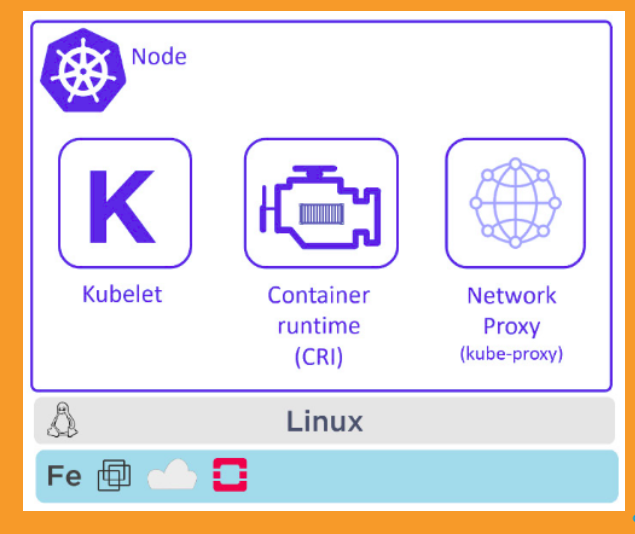 Node
K
Kubelet
Container
runtime
(CRI)
Network
Proxy
(kube-proxy)
Linux
Fe